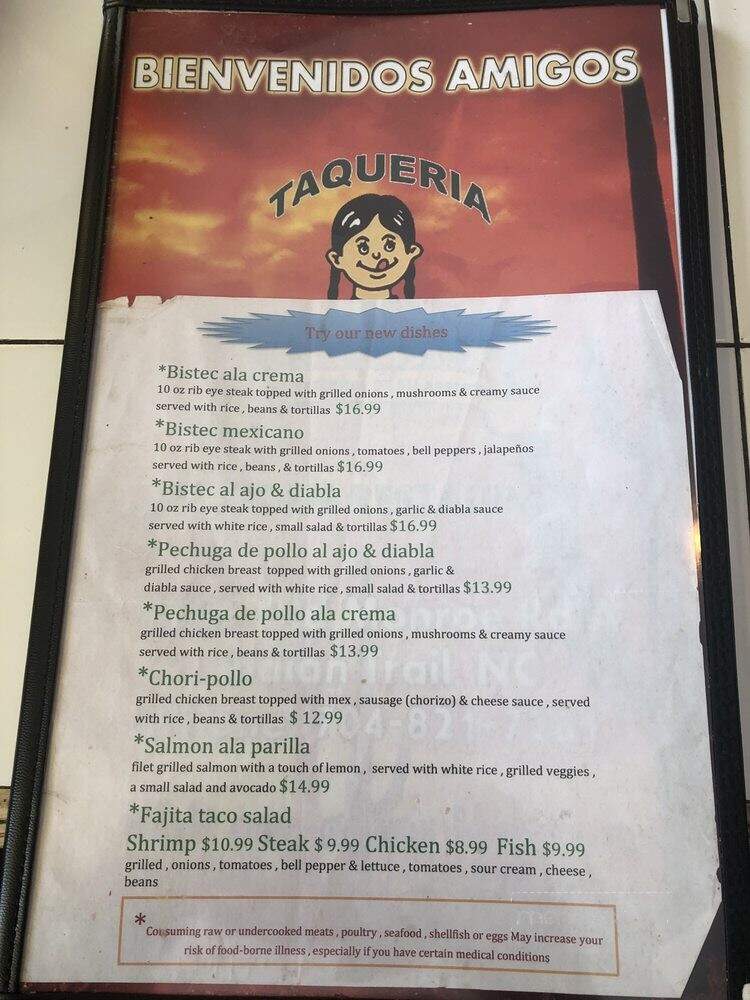 BIENVENIDOS AMIGOS
TAQUERIA
Try our new dishes
*Bistec ala crema
10 oz rib eye steak topped with grilled onions , mushrooms & creamy sauce
served with rice , beans & tortillas $16.99
*Bistec mexicano
10 oz rib eye steak with grilled onions , tomatoes , bell peppers , jalapeños
served with rice , beans , & tortillas $16.99
*Bistec al ajo & diabla
10 oz rib eye steak topped with grilled onions , garlic & diabla sauce
served with white rice , small salad & tortillas $16.99
*Pechuga de pollo al ajo & diabla
grilled chicken breast topped with grilled onions , garlic &
diabla sauce , served with white rice , small salad & tortillas $13.99
*Pechuga de pollo ala crema
grilled chicken breast topped with grilled onions , mushrooms & creamy sauce
served with rice , beans & tortillas $13.99
*Chori-pollo
grilled chicken breast topped with mex , sausage (chorizo) & cheese sauce , served
with rice , beans & tortillas $ 12.99
*Salmon ala parilla
filet grilled salmon with a touch of lemon , served with white rice , grilled veggies ,
a small salad and avocado $14.99
*Fajita taco salad
Shrimp $10.99 Steak $ 9.99 Chicken $8.99 Fish $9.99
grilled , onions , tomatoes , bell pepper & lettuce , tomatoes , sour cream , cheese ,
beans
* Consuming raw or undercooked meats , poultry , seafood , shellfish or eggs May increase your
risk of food-borne illness , especially if you have certain medical conditions